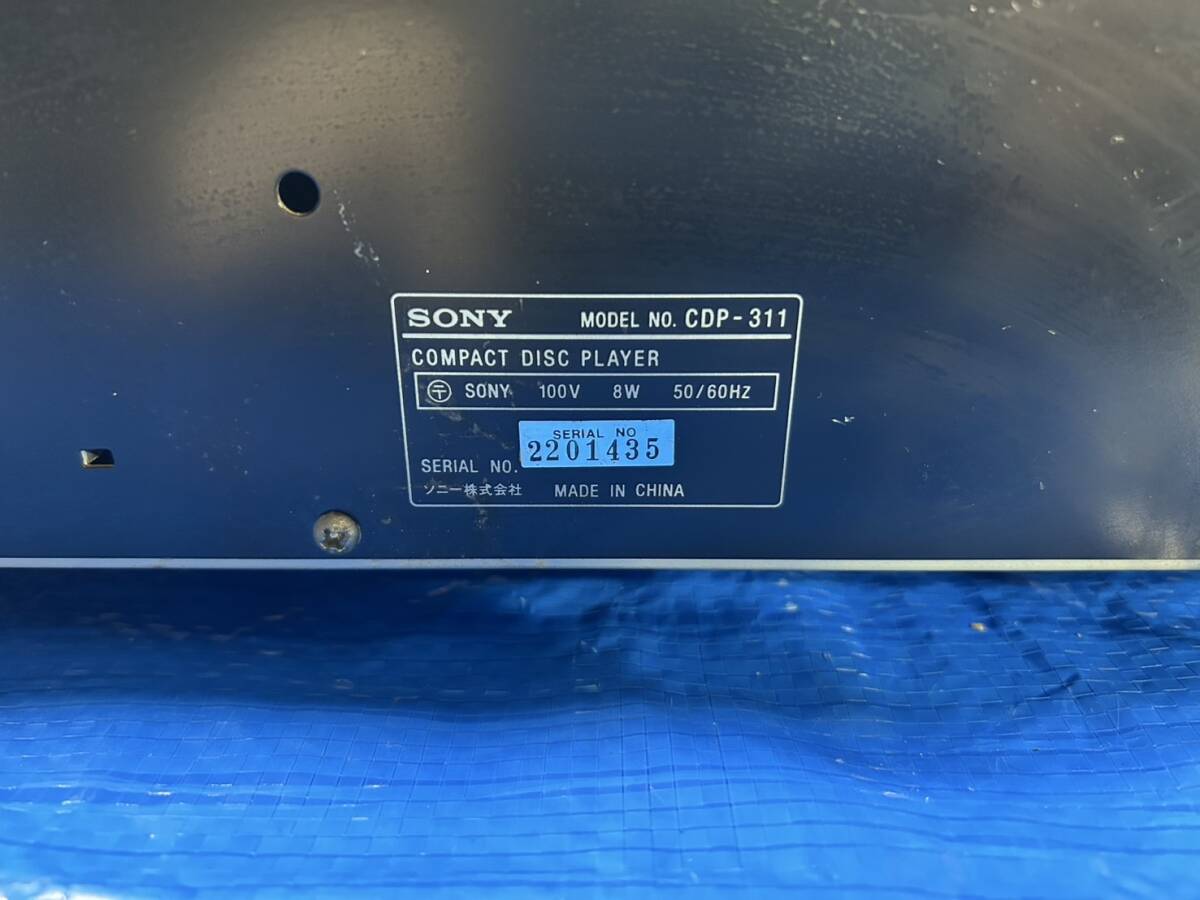 SONY MODEL NO. CDP-311
COMPACT DISC PLAYER
〒 SONY 100V 8W 50/60HZ
SERIAL NO
2201435
SERIAL NO.
ソニー株式会社 MADE IN CHINA